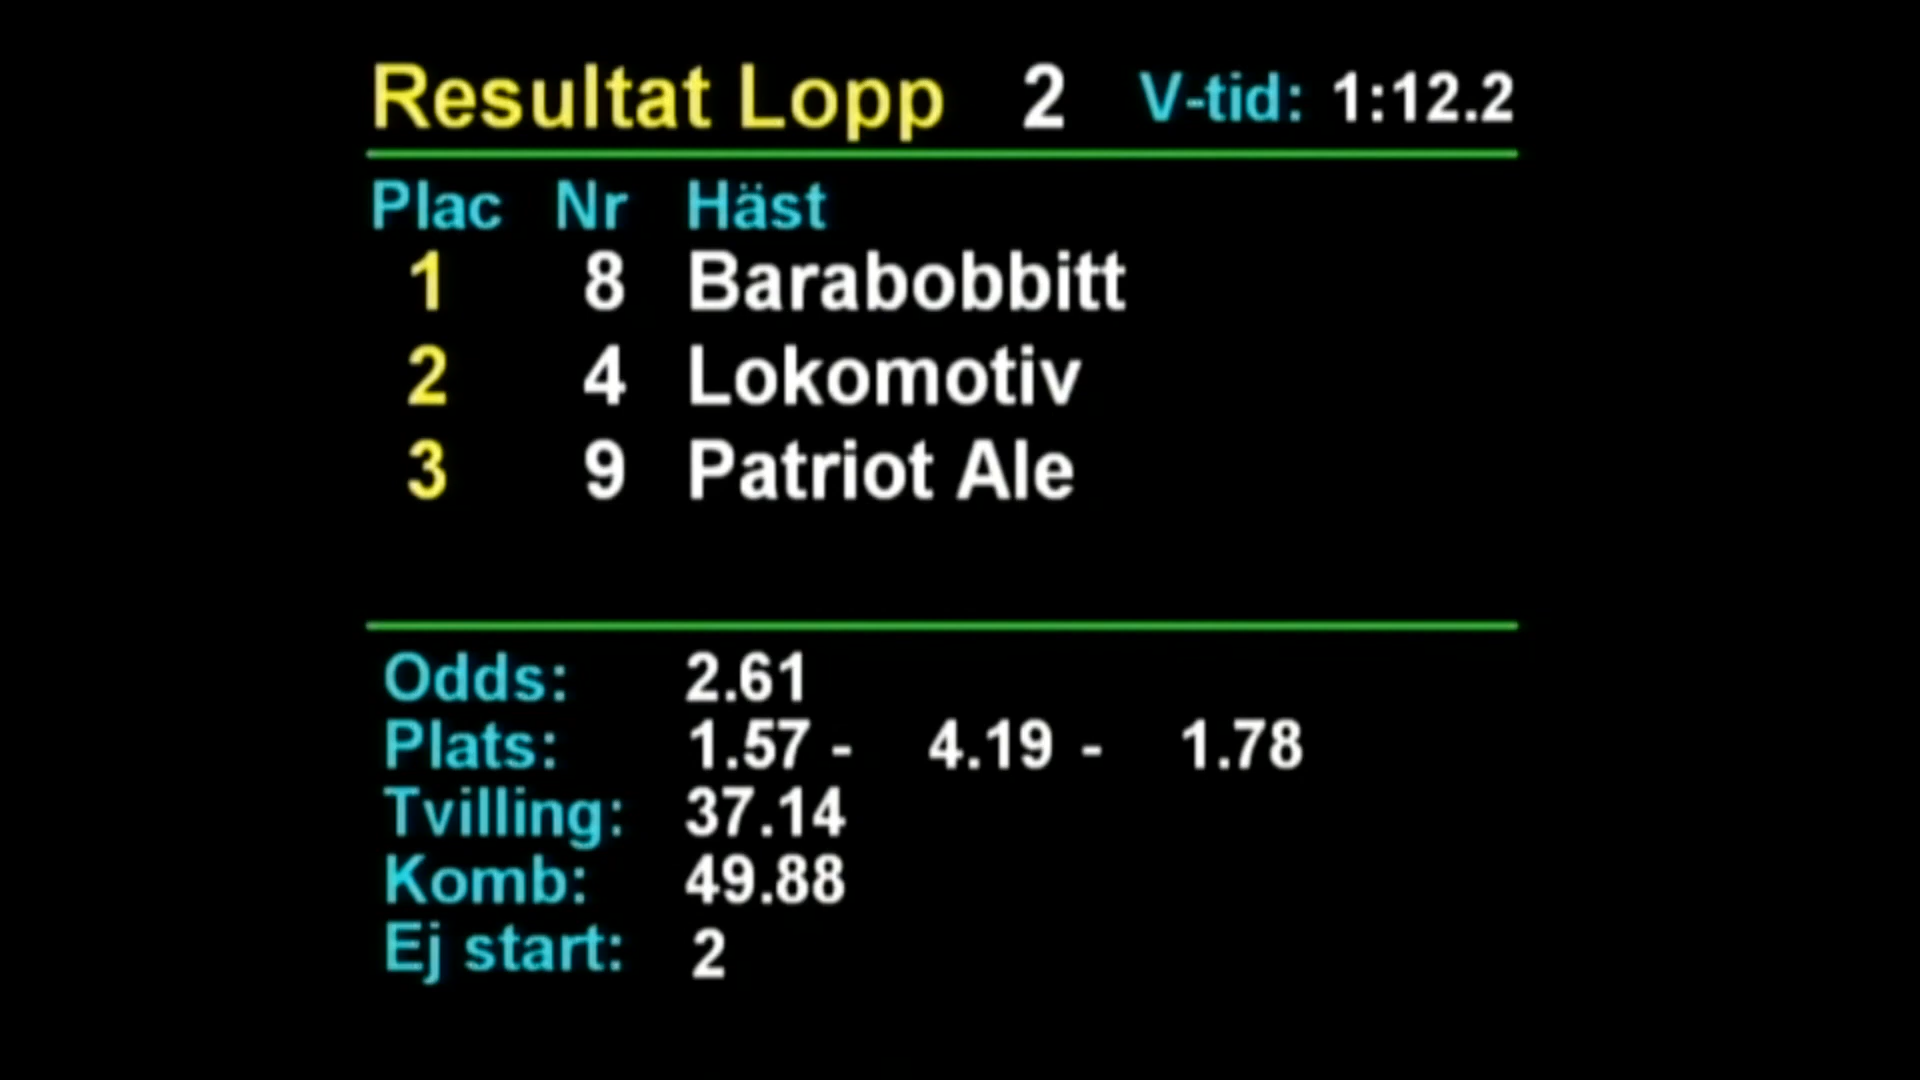 Resultat Lopp 2 V-tid: 1:12.2
Plac Nr Häst
1 8 Barabobbitt
2 4 Lokomotiv
3 9 Patriot Ale
Odds: 2.61
Plats: 1.57 - 4.19 - 1.78
Tvilling: 37.14
Komb: 49.88
Ej start: 2